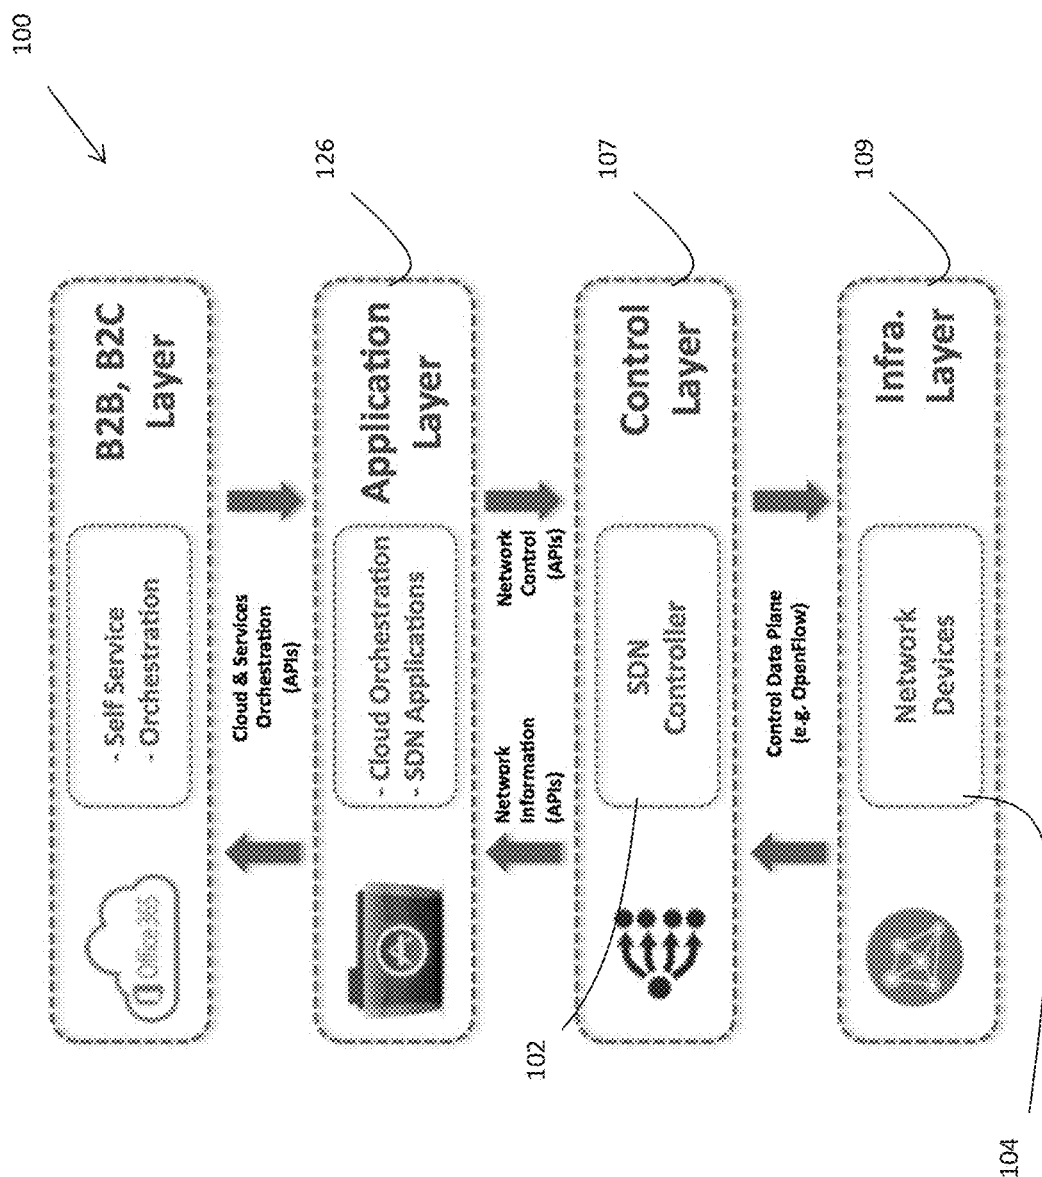 100
B2B, B2C
Layer
- Self Service
- Orchestration
Office 365
Cloud & Services
Orchestration
(APIs)
126
Application
Layer
- Cloud Orchestration
- SDN Applications
Network
Control
(APIs)
Network
Information
(APIs)
107
Control
Layer
SDN
Controller
102
Control Data Plane
(e.g. OpenFlow)
109
Infra.
Layer
Network
Devices
104